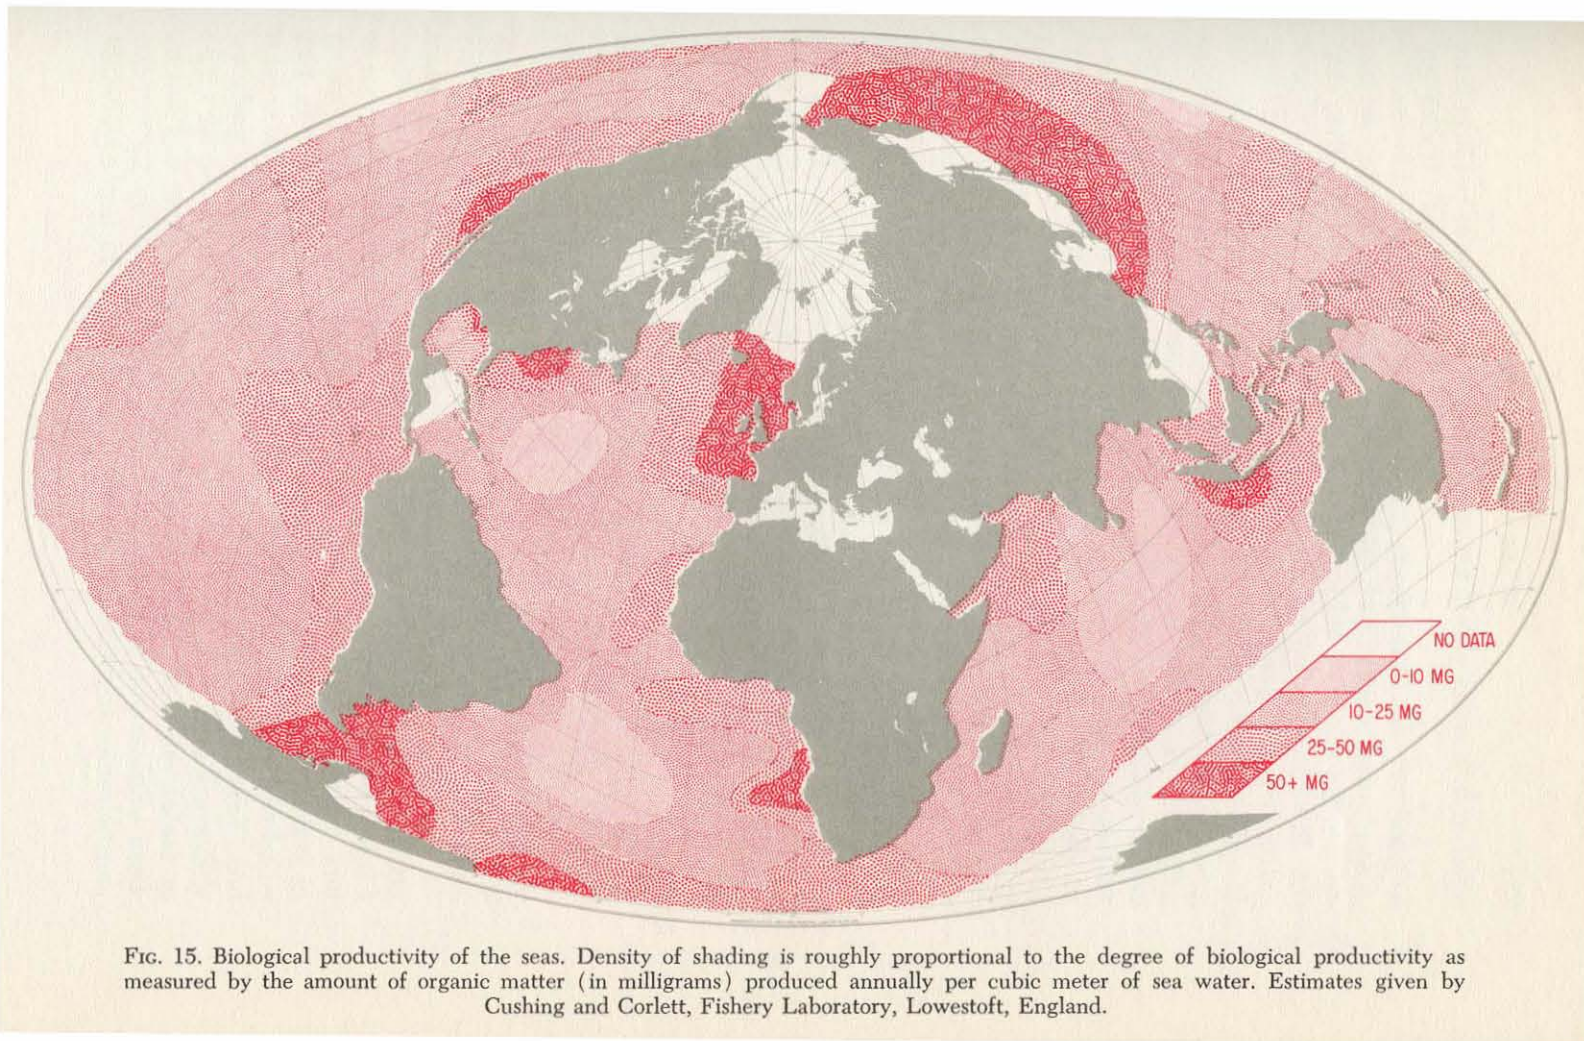 NO DATA
0-10 MG
10-25 MG
25-50 MG
50+ MG
FIG. 15. Biological productivity of the seas. Density of shading is roughly proportional to the degree of biological productivity as
measured by the amount of organic matter (in milligrams) produced annually per cubic meter of sea water. Estimates given by
Cushing and Corlett, Fishery Laboratory, Lowestoft, England.